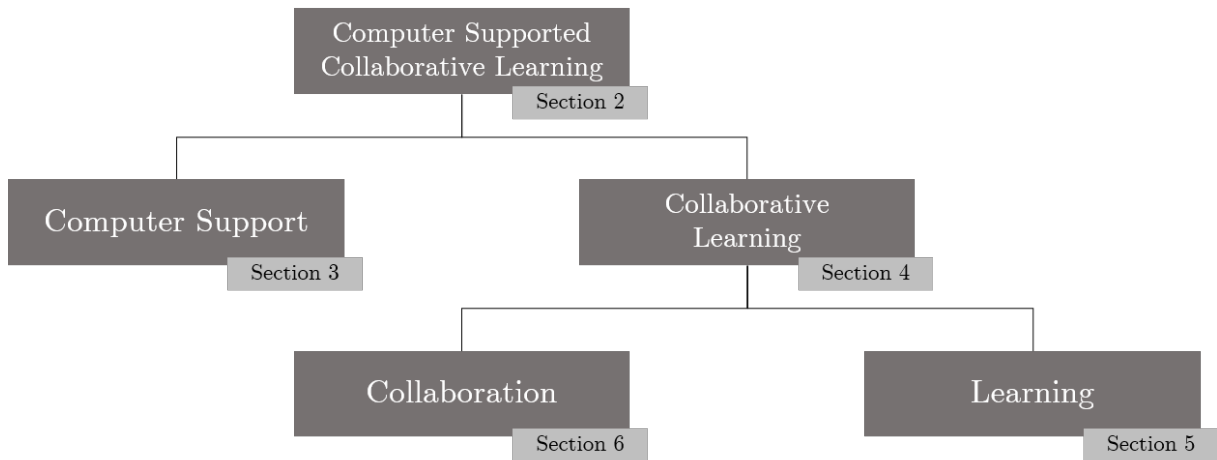 Computer Supported
Collaborative Learning
Section 2
Computer Support
Section 3
Collaborative
Learning
Section 4
Collaboration
Section 6
Learning
Section 5